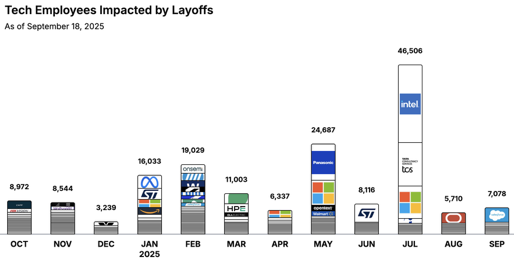 Tech Employees Impacted by Layoffs
As of September 18, 2025
46,506
24,687
19,029
16,033
11,003
8,972
8,544
8,116
7,078
6,337
5,710
3,239
intel
tcs
Panasonic
onsemi
ST
HPE
opentext
Walmart
ST
OCT NOV DEC JAN FEB MAR APR MAY JUN JUL AUG SEP
2025